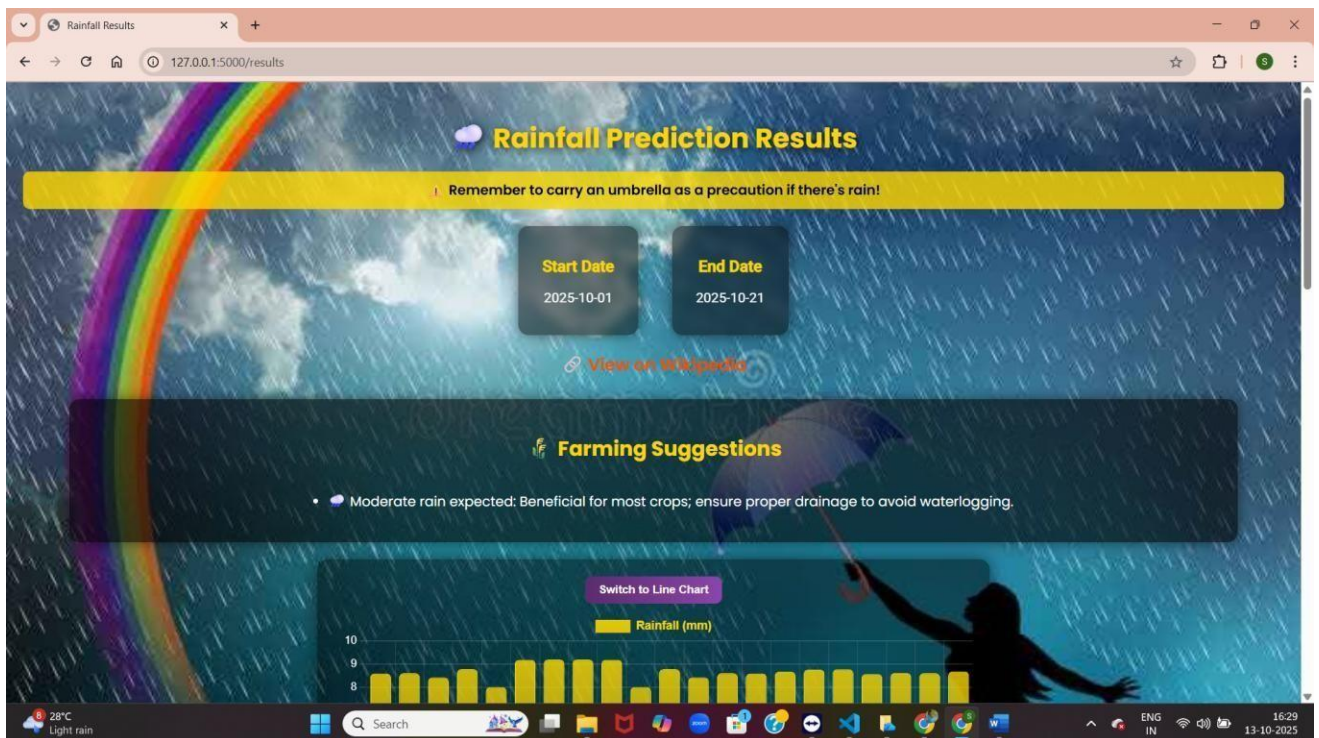 Rainfall Results
127.0.0.1:5000/results
S
Rainfall Prediction Results
Remember to carry an umbrella as a precaution if there's rain!
Start Date
2025-10-01
End Date
2025-10-21
View on Wikipedia
dreamstime
Farming Suggestions
• Moderate rain expected: Beneficial for most crops; ensure proper drainage to avoid waterlogging.
Switch to Line Chart
Rainfall (mm)
10
9
8
8
28°C
Light rain
Search
zoom
ENG
IN
16:29
13-10-2025